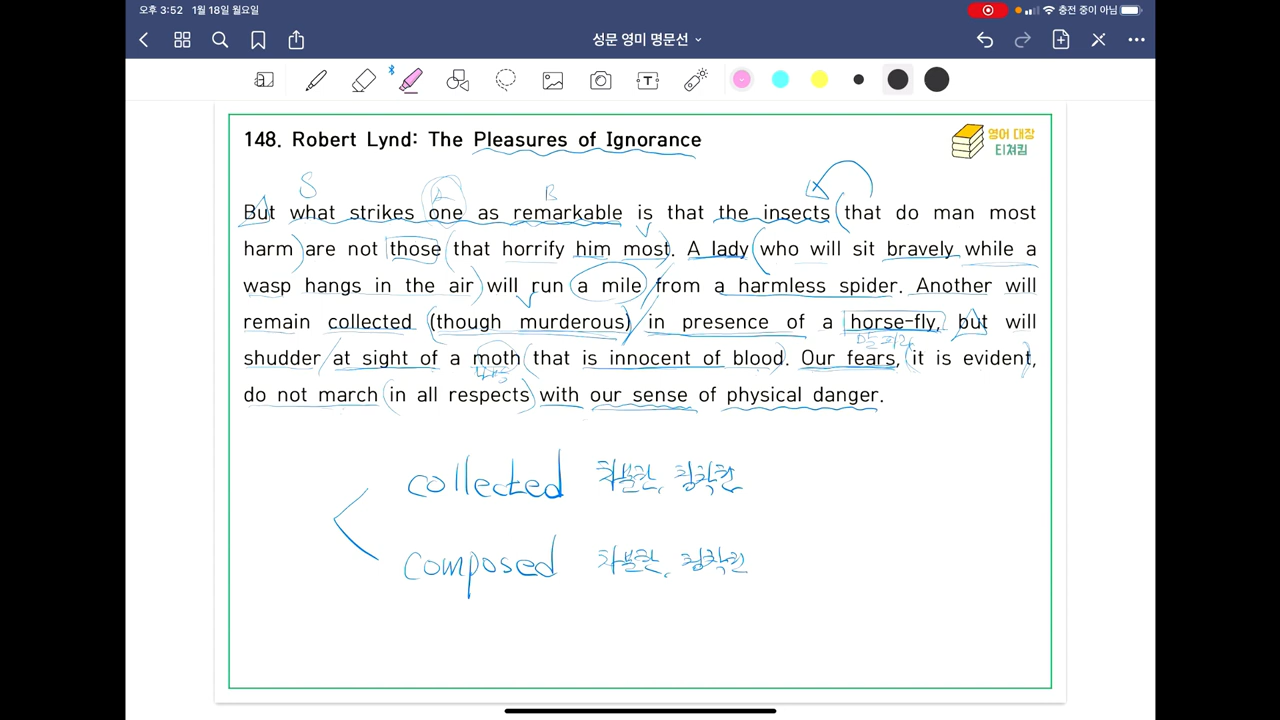 오후 3:52 1월 18일 월요일
충전 중이 아님
성문 영미 명문선
148. Robert Lynd: The Pleasures of Ignorance
영어 대장
티쳐킴
S A B
But what strikes one as remarkable is that the insects that do man most
harm are not those that horrify him most. A lady who will sit bravely while a
wasp hangs in the air will run a mile from a harmless spider. Another will
remain collected (though murderous) in presence of a horse-fly, but will
말파리
shudder at sight of a moth that is innocent of blood. Our fears, it is evident,
나방
do not march in all respects with our sense of physical danger.
collected 차분한, 침착한
composed 차분한, 침착한